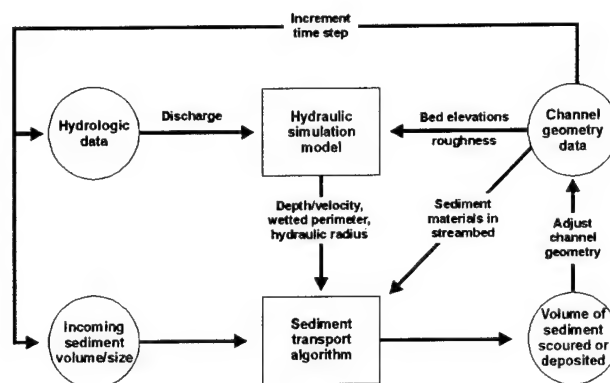 Increment
time step
Hydrologic
data
Discharge
Hydraulic
simulation
model
Bed elevations
roughness
Channel
geometry
data
Depth/velocity,
wetted perimeter,
hydraulic radius
Sediment
materials in
streambed
Adjust
channel
geometry
Incoming
sediment
volume/size
Sediment
transport
algorithm
Volume of
sediment
scoured or
deposited